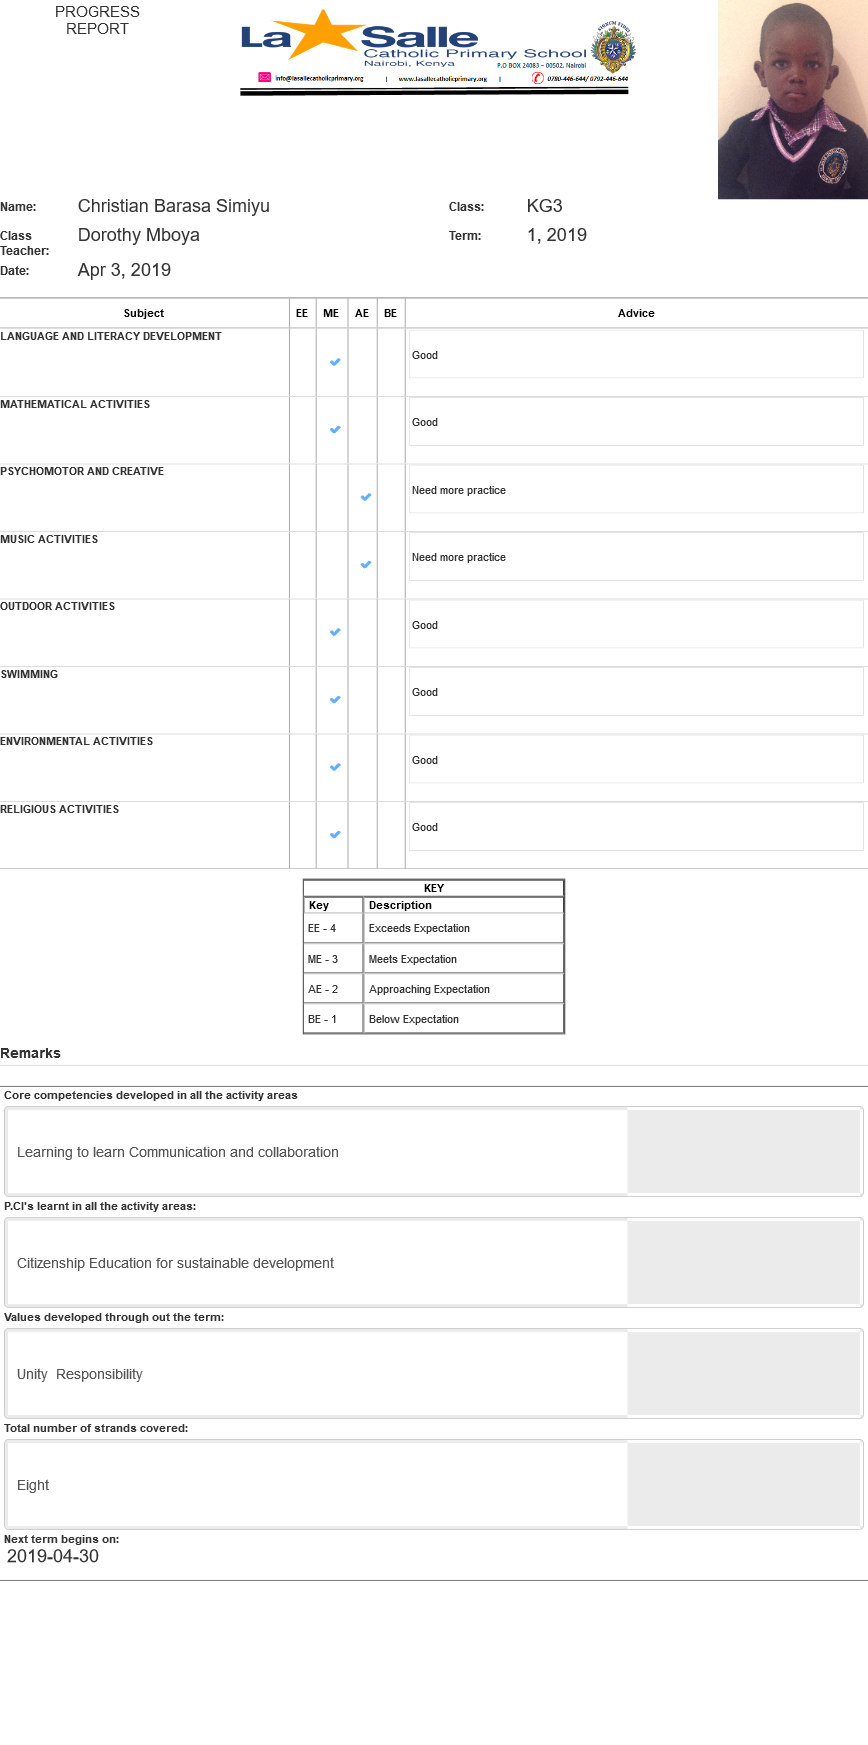 PROGRESS
REPORT
La Salle
Catholic Primary School
Nairobi, Kenya
P.O BOX 24083 – 00502, Nairobi
info@lasallecatholicprimary.org | www.lasallecatholicprimary.org | 0780-446-644/ 0792-446-644
Name: Christian Barasa Simiyu Class: KG3
Class Teacher: Dorothy Mboya Term: 1, 2019
Date: Apr 3, 2019
Subject EE ME AE BE Advice
LANGUAGE AND LITERACY DEVELOPMENT
Good
MATHEMATICAL ACTIVITIES
Good
PSYCHOMOTOR AND CREATIVE
Need more practice
MUSIC ACTIVITIES
Need more practice
OUTDOOR ACTIVITIES
Good
SWIMMING
Good
ENVIRONMENTAL ACTIVITIES
Good
RELIGIOUS ACTIVITIES
Good
KEY
Key Description
EE - 4 Exceeds Expectation
ME - 3 Meets Expectation
AE - 2 Approaching Expectation
BE - 1 Below Expectation
Remarks
Core competencies developed in all the activity areas
Learning to learn Communication and collaboration
P.CI's learnt in all the activity areas:
Citizenship Education for sustainable development
Values developed through out the term:
Unity  Responsibility
Total number of strands covered:
Eight
Next term begins on:
2019-04-30